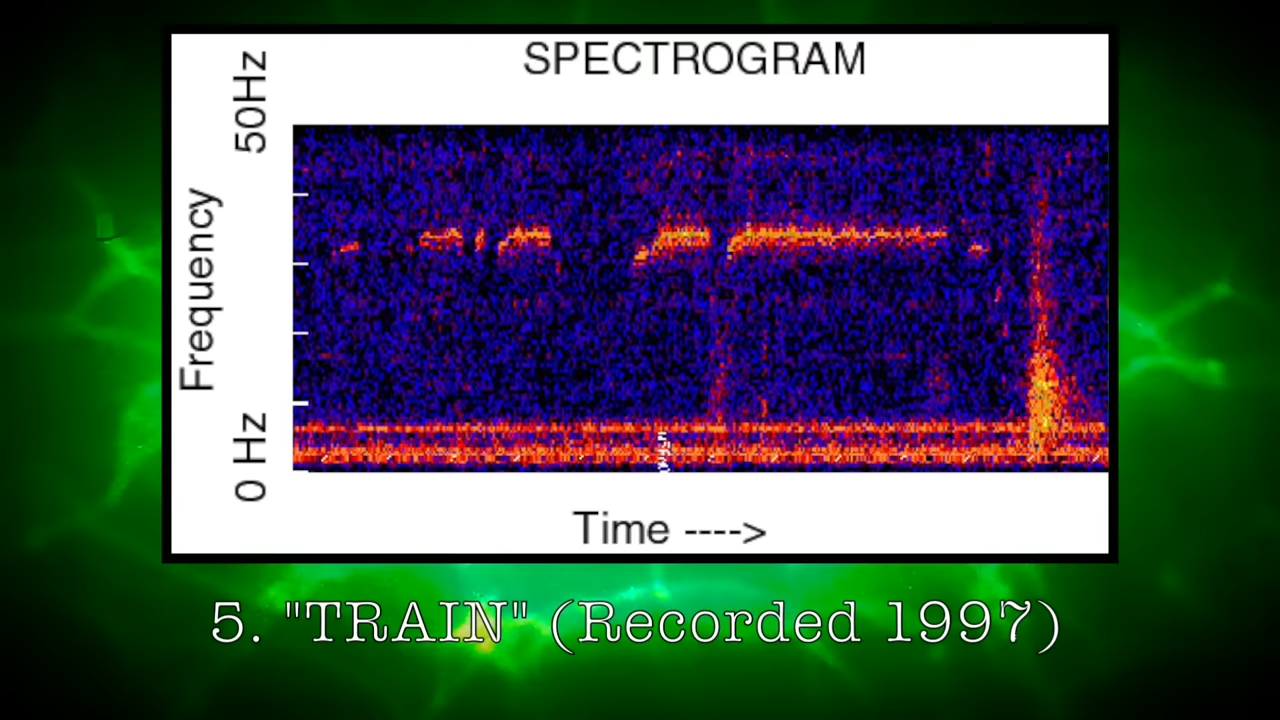 SPECTROGRAM
50Hz
Frequency
0 Hz
Time ---->
5. "TRAIN" (Recorded 1997)